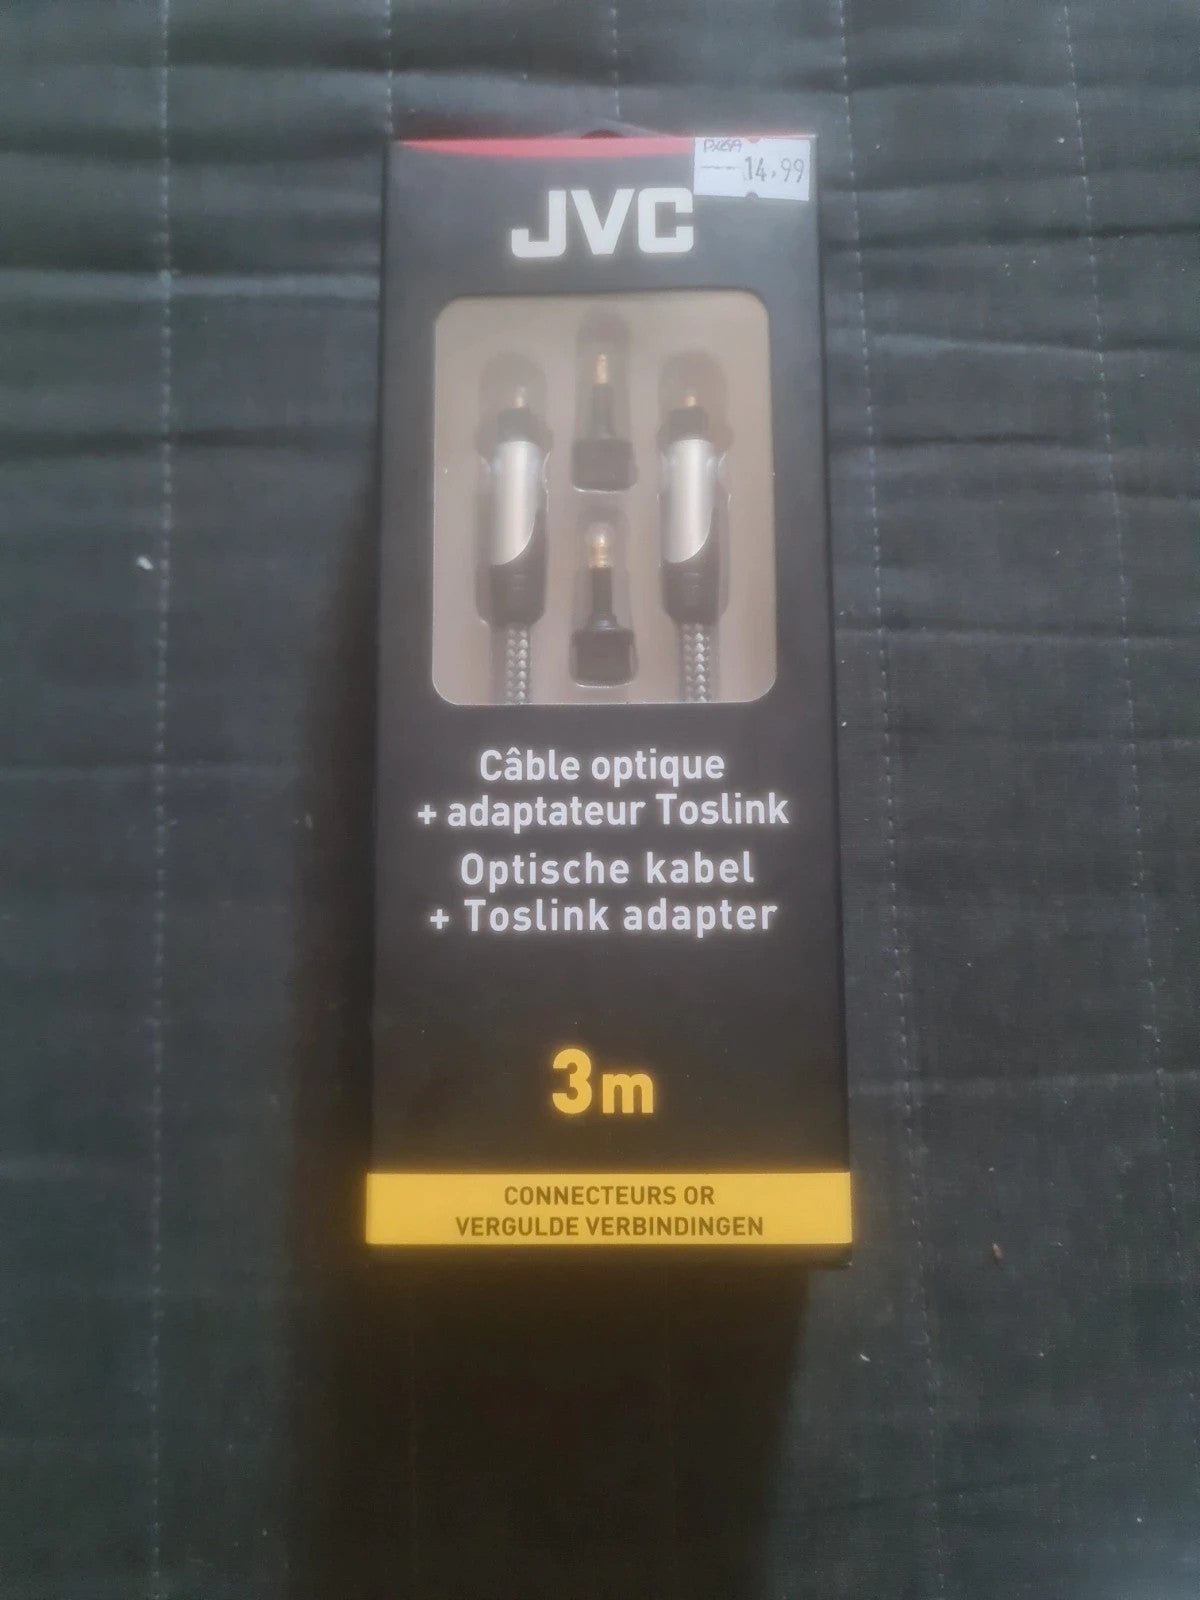 14.99
JVC
Câble optique
+ adaptateur Toslink
Optische kabel
+ Toslink adapter
3m
CONNECTEURS OR
VERGULDE VERBINDINGEN